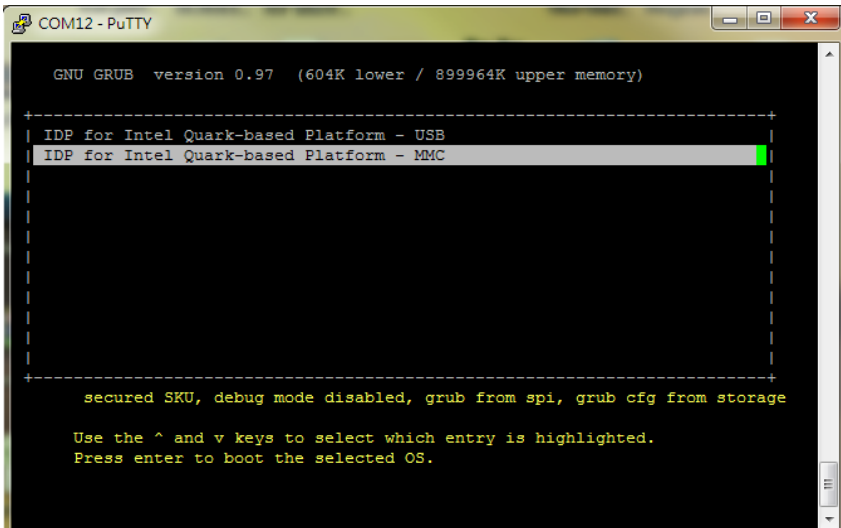 COM12 - PuTTY
GNU GRUB  version 0.97  (604K lower / 899964K upper memory)
IDP for Intel Quark-based Platform - USB
IDP for Intel Quark-based Platform - MMC
secured SKU, debug mode disabled, grub from spi, grub cfg from storage
Use the ^ and v keys to select which entry is highlighted.
Press enter to boot the selected OS.